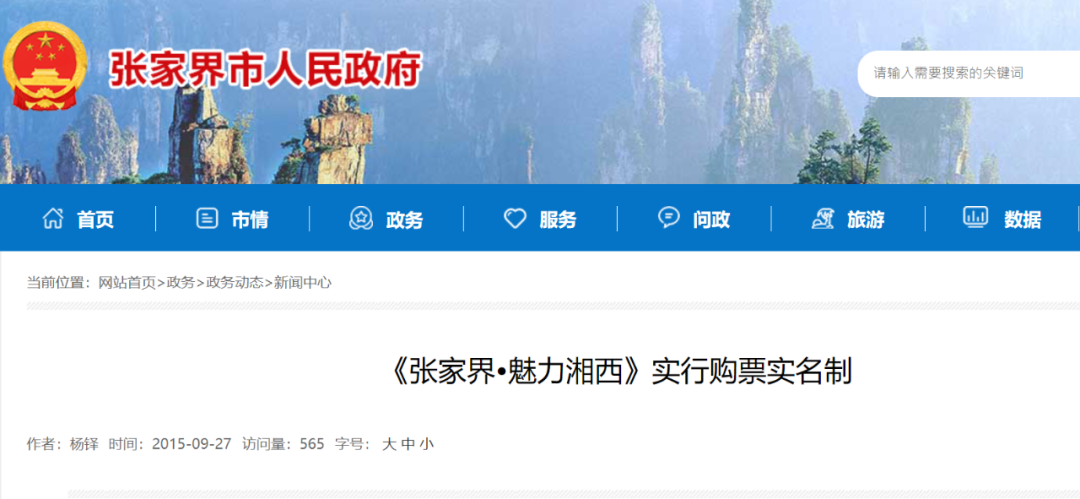 张家界市人民政府
请输入需要搜索的关键词
首页 市情 政务 服务 问政 旅游 数据
当前位置：网站首页>政务>政务动态>新闻中心
《张家界•魅力湘西》实行购票实名制
作者：杨铎 时间：2015-09-27 访问量：565 字号： 大 中 小